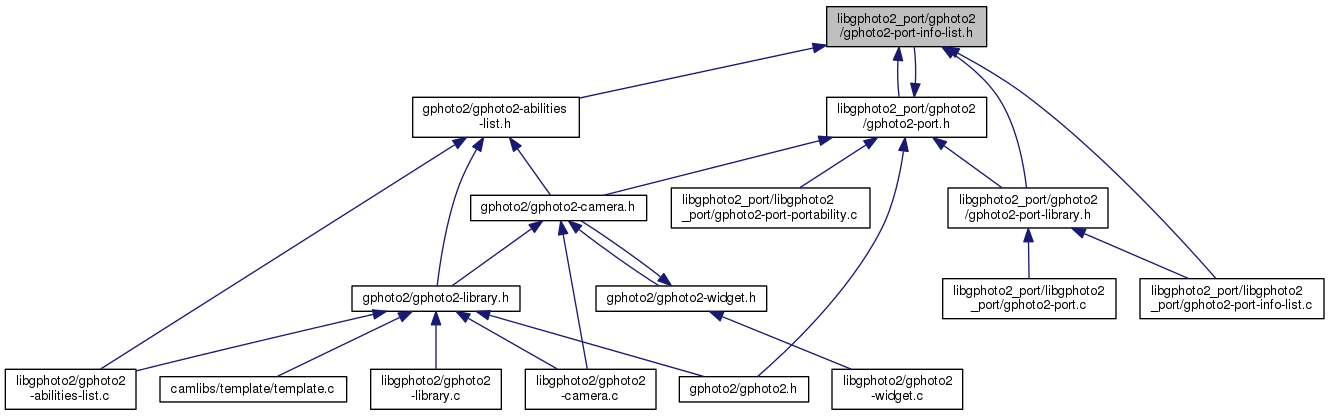 libgphoto2_port/gphoto2
/gphoto2-port-info-list.h
gphoto2/gphoto2-abilities
-list.h
libgphoto2_port/gphoto2
/gphoto2-port.h
gphoto2/gphoto2-camera.h
libgphoto2_port/libgphoto2
_port/gphoto2-port-portability.c
libgphoto2_port/gphoto2
/gphoto2-port-library.h
gphoto2/gphoto2-library.h
gphoto2/gphoto2-widget.h
libgphoto2_port/libgphoto2
_port/gphoto2-port.c
libgphoto2_port/libgphoto2
_port/gphoto2-port-info-list.c
libgphoto2/gphoto2
-abilities-list.c
camlibs/template/template.c
libgphoto2/gphoto2
-library.c
libgphoto2/gphoto2
-camera.c
gphoto2/gphoto2.h
libgphoto2/gphoto2
-widget.c